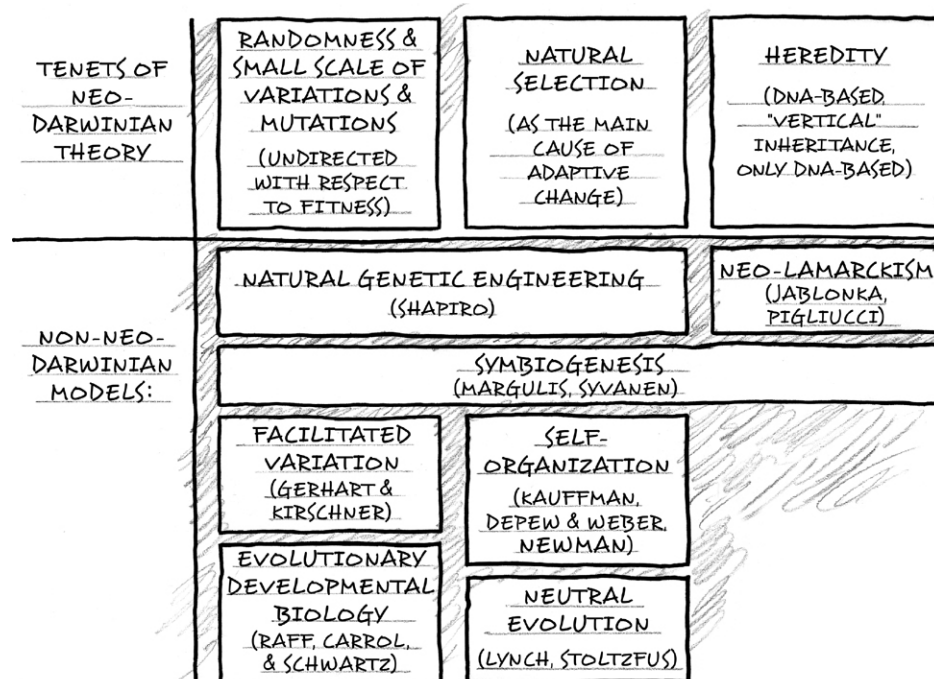 TENETS OF
NEO-
DARWINIAN
THEORY
RANDOMNESS &
SMALL SCALE OF
VARIATIONS &
MUTATIONS
(UNDIRECTED
WITH RESPECT
TO FITNESS)
NATURAL
SELECTION
(AS THE MAIN
CAUSE OF
ADAPTIVE
CHANGE)
HEREDITY
(DNA-BASED,
"VERTICAL"
INHERITANCE,
ONLY DNA-BASED)
NON-NEO-
DARWINIAN
MODELS:
NATURAL GENETIC ENGINEERING
(SHAPIRO)
NEO-LAMARCKISM
(JABLONKA,
PIGLIUCCI)
SYMBIOGENESIS
(MARGULIS, SYVANEN)
FACILITATED
VARIATION
(GERHART &
KIRSCHNER)
SELF-
ORGANIZATION
(KAUFFMAN,
DEPEW & WEBER,
NEWMAN)
EVOLUTIONARY
DEVELOPMENTAL
BIOLOGY
(RAFF, CARROL,
& SCHWARTZ)
NEUTRAL
EVOLUTION
(LYNCH, STOLTZFUS)